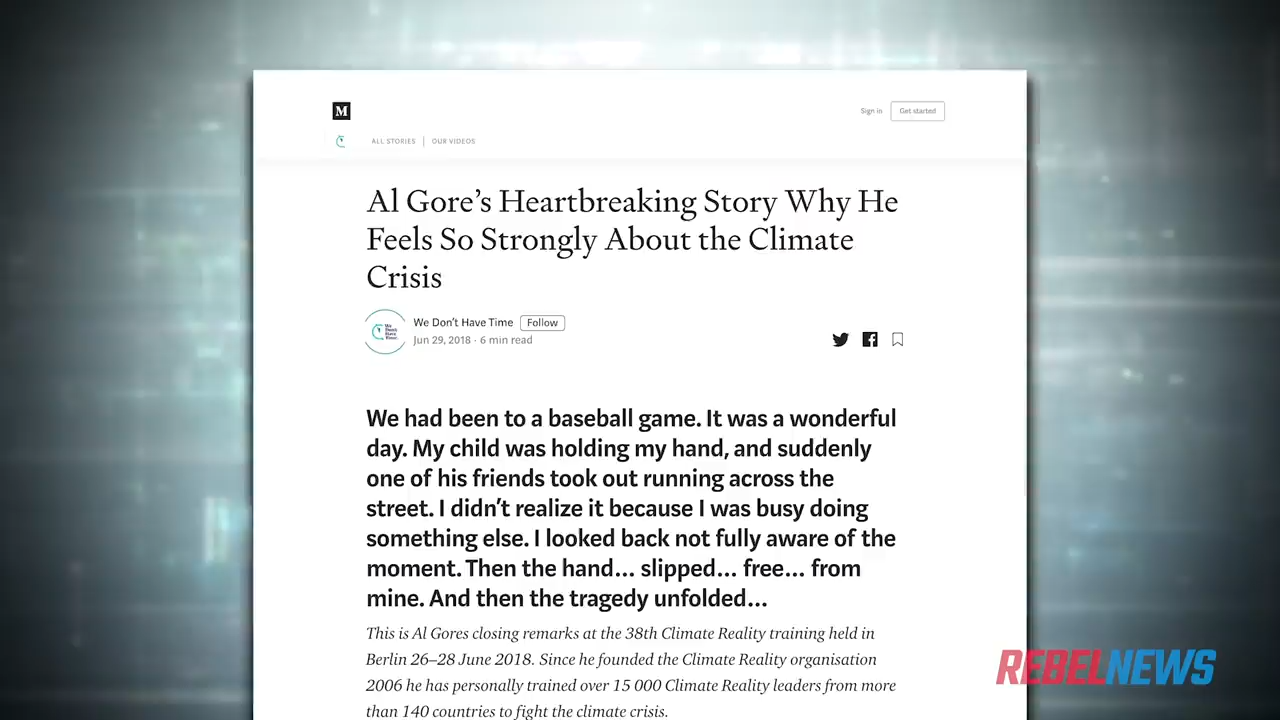 M
Sign in
Get started
ALL STORIES | OUR VIDEOS
Al Gore’s Heartbreaking Story Why He
Feels So Strongly About the Climate
Crisis
We Don’t Have Time
Follow
Jun 29, 2018 · 6 min read
We had been to a baseball game. It was a wonderful
day. My child was holding my hand, and suddenly
one of his friends took out running across the
street. I didn’t realize it because I was busy doing
something else. I looked back not fully aware of the
moment. Then the hand… slipped… free… from
mine. And then the tragedy unfolded…
This is Al Gores closing remarks at the 38th Climate Reality training held in
Berlin 26–28 June 2018. Since he founded the Climate Reality organisation
2006 he has personally trained over 15 000 Climate Reality leaders from more
than 140 countries to fight the climate crisis.
REBELNEWS